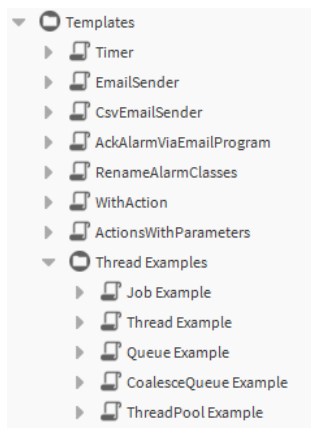 Templates
Timer
EmailSender
CsvEmailSender
AckAlarmViaEmailProgram
RenameAlarmClasses
WithAction
ActionsWithParameters
Thread Examples
Job Example
Thread Example
Queue Example
CoalesceQueue Example
ThreadPool Example